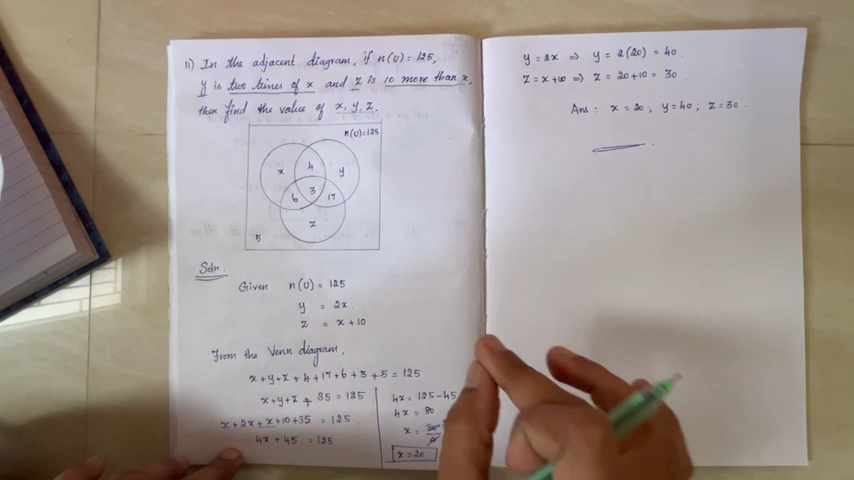 11) In the adjacent diagram, if n(U) = 125,
y is two times of x and z is 10 more than x,
then find the value of x, y, z.
n(U)=125
x 4 y
3
6 17
z
5
Soln:
Given n(U) = 125
y = 2x
z = x + 10
From the Venn diagram,
x+y+z+4+17+6+3+5 = 125
x+y+z + 35 = 125
x+2x+x+10+35 = 125
4x + 45 = 125
4x = 125-45
4x = 80
x =
x = 20
y = 2x ⇒ y = 2(20) = 40
z = x+10 ⇒ z = 20+10 = 30
Ans: x = 20; y = 40; z = 30.